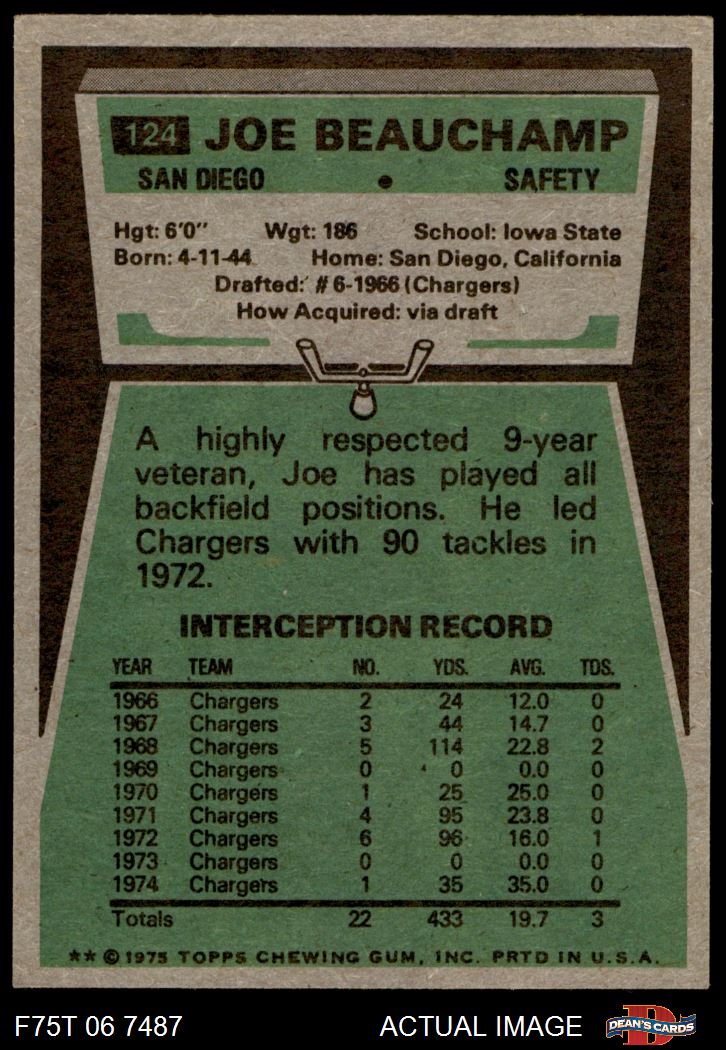 124 JOE BEAUCHAMP
SAN DIEGO • SAFETY
Hgt: 6'0" Wgt: 186 School: Iowa State
Born: 4-11-44 Home: San Diego, California
Drafted: #6-1966 (Chargers)
How Acquired: via draft
A highly respected 9-year
veteran, Joe has played all
backfield positions. He led
Chargers with 90 tackles in
1972.
INTERCEPTION RECORD
YEAR TEAM NO. YDS. AVG. TDS.
1966 Chargers 2 24 12.0 0
1967 Chargers 3 44 14.7 0
1968 Chargers 5 114 22.8 2
1969 Chargers 0 0 0.0 0
1970 Chargers 1 25 25.0 0
1971 Chargers 4 95 23.8 0
1972 Chargers 6 96 16.0 1
1973 Chargers 0 0 0.0 0
1974 Chargers 1 35 35.0 0
Totals 22 433 19.7 3
** © 1975 TOPPS CHEWING GUM, INC. PRTD IN U.S.A.
F75T 06 7487 ACTUAL IMAGE D DEAN'S CARDS